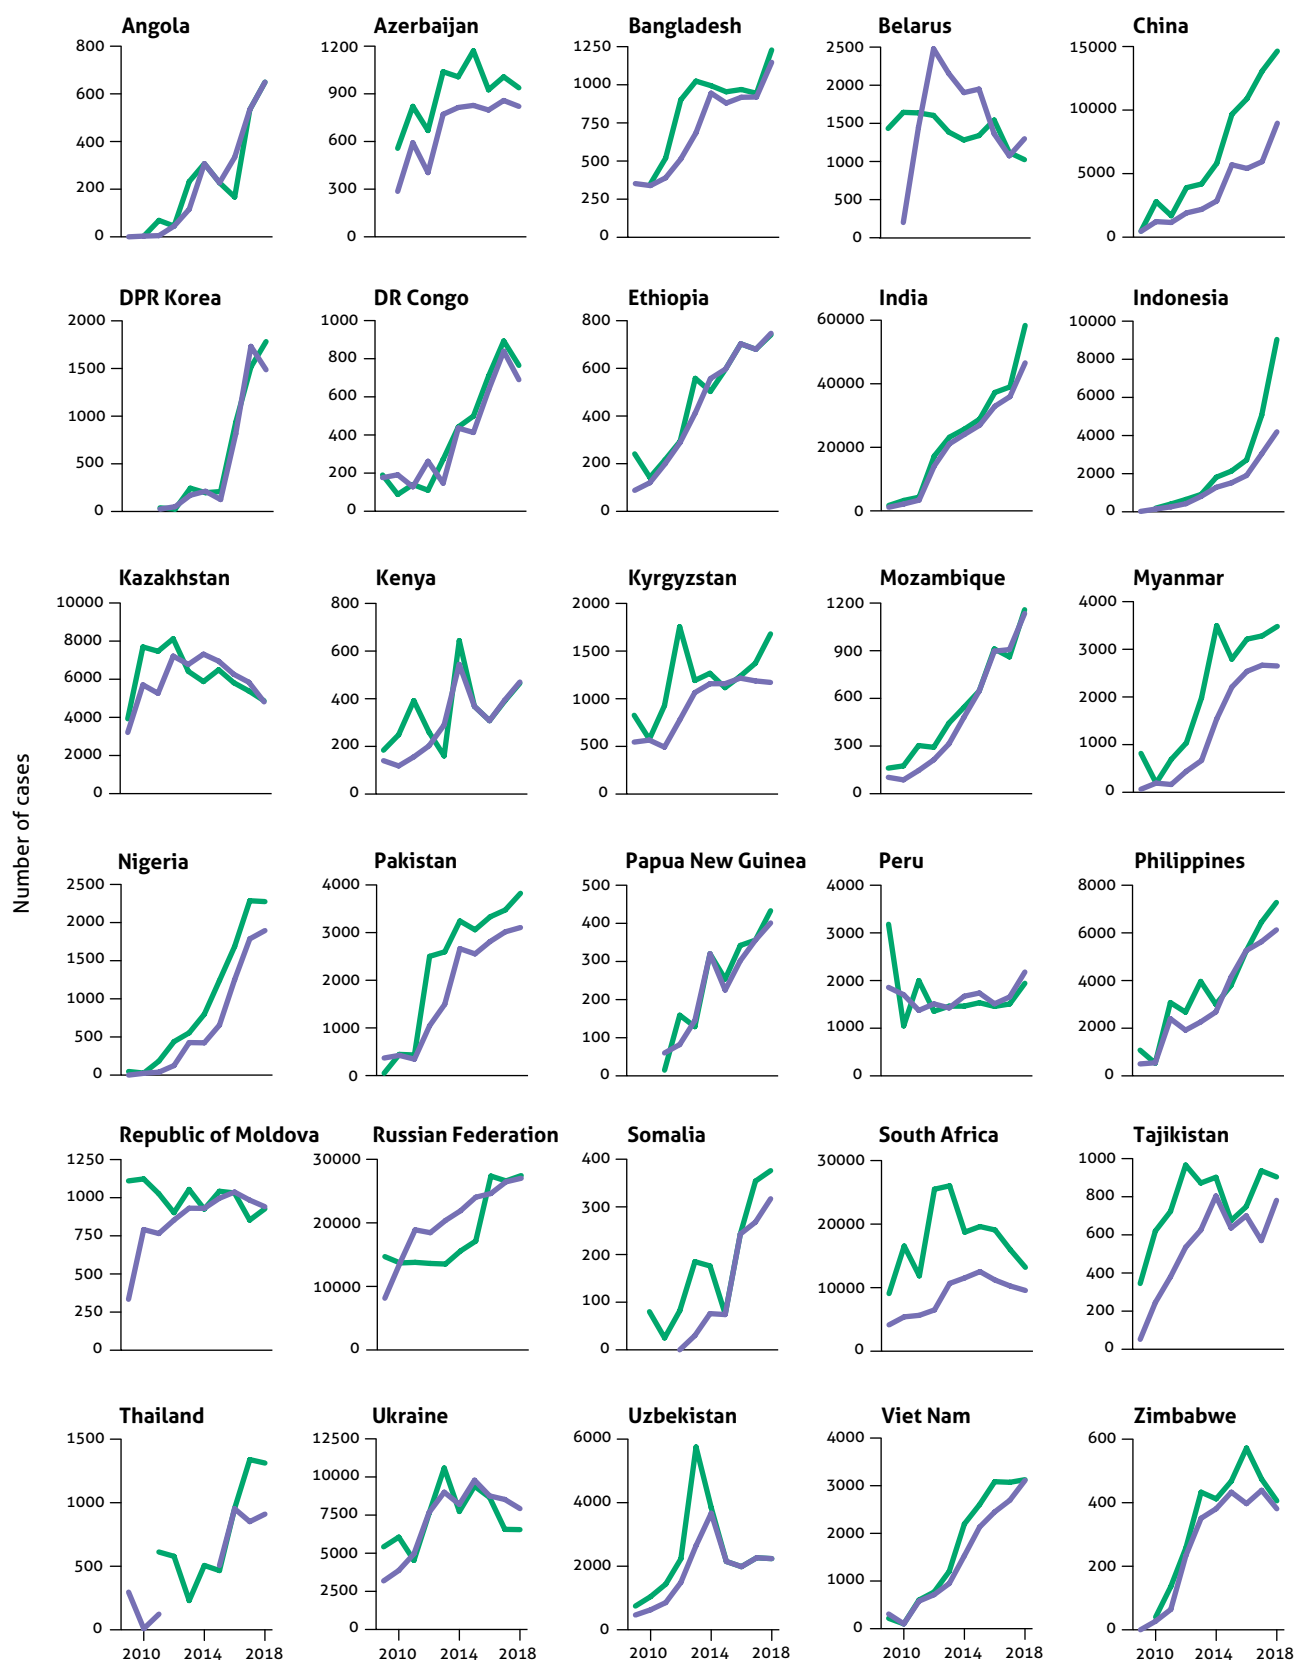 Angola Azerbaijan Bangladesh Belarus China
800 1200 1250 2500 15000
600 900 1000 2000 10000
400 600 750 1500 5000
200 300 500 1000 0
0 0 250 500
0 0
DPR Korea DR Congo Ethiopia India Indonesia
2000 1000 800 60000 10000
1500 800 600 40000 8000
1000 600 400 20000 6000
500 400 200 0 4000
0 200 0 2000
0 0
Kazakhstan Kenya Kyrgyzstan Mozambique Myanmar
10000 800 2000 1200 4000
8000 600 1500 900 3000
6000 400 1000 600 2000
4000 200 500 300 1000
2000 0 0 0 0
0
Number of cases
Nigeria Pakistan Papua New Guinea Peru Philippines
2500 4000 500 4000 8000
2000 3000 400 3000 6000
1500 2000 300 2000 4000
1000 1000 200 1000 2000
500 0 100 0 0
0 0
Republic of Moldova Russian Federation Somalia South Africa Tajikistan
1250 30000 400 30000 1000
1000 20000 300 20000 800
750 10000 200 10000 600
500 0 100 0 400
250 0 200
0 0
Thailand Ukraine Uzbekistan Viet Nam Zimbabwe
1500 12500 6000 4000 600
1000 10000 4000 3000 400
500 7500 2000 2000 200
0 5000 0 1000 0
2500 0
0
2010 2014 2018 2010 2014 2018 2010 2014 2018 2010 2014 2018 2010 2014 2018